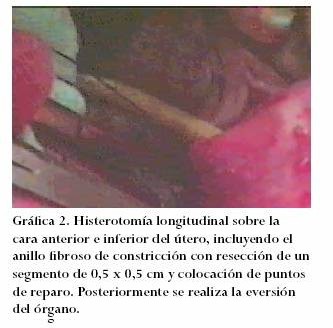 Gráfica 2. Histerotomía longitudinal sobre la
cara anterior e inferior del útero, incluyendo el
anillo fibroso de constricción con resección de un
segmento de 0,5 x 0,5 cm y colocación de puntos
de reparo. Posteriormente se realiza la eversión
del órgano.